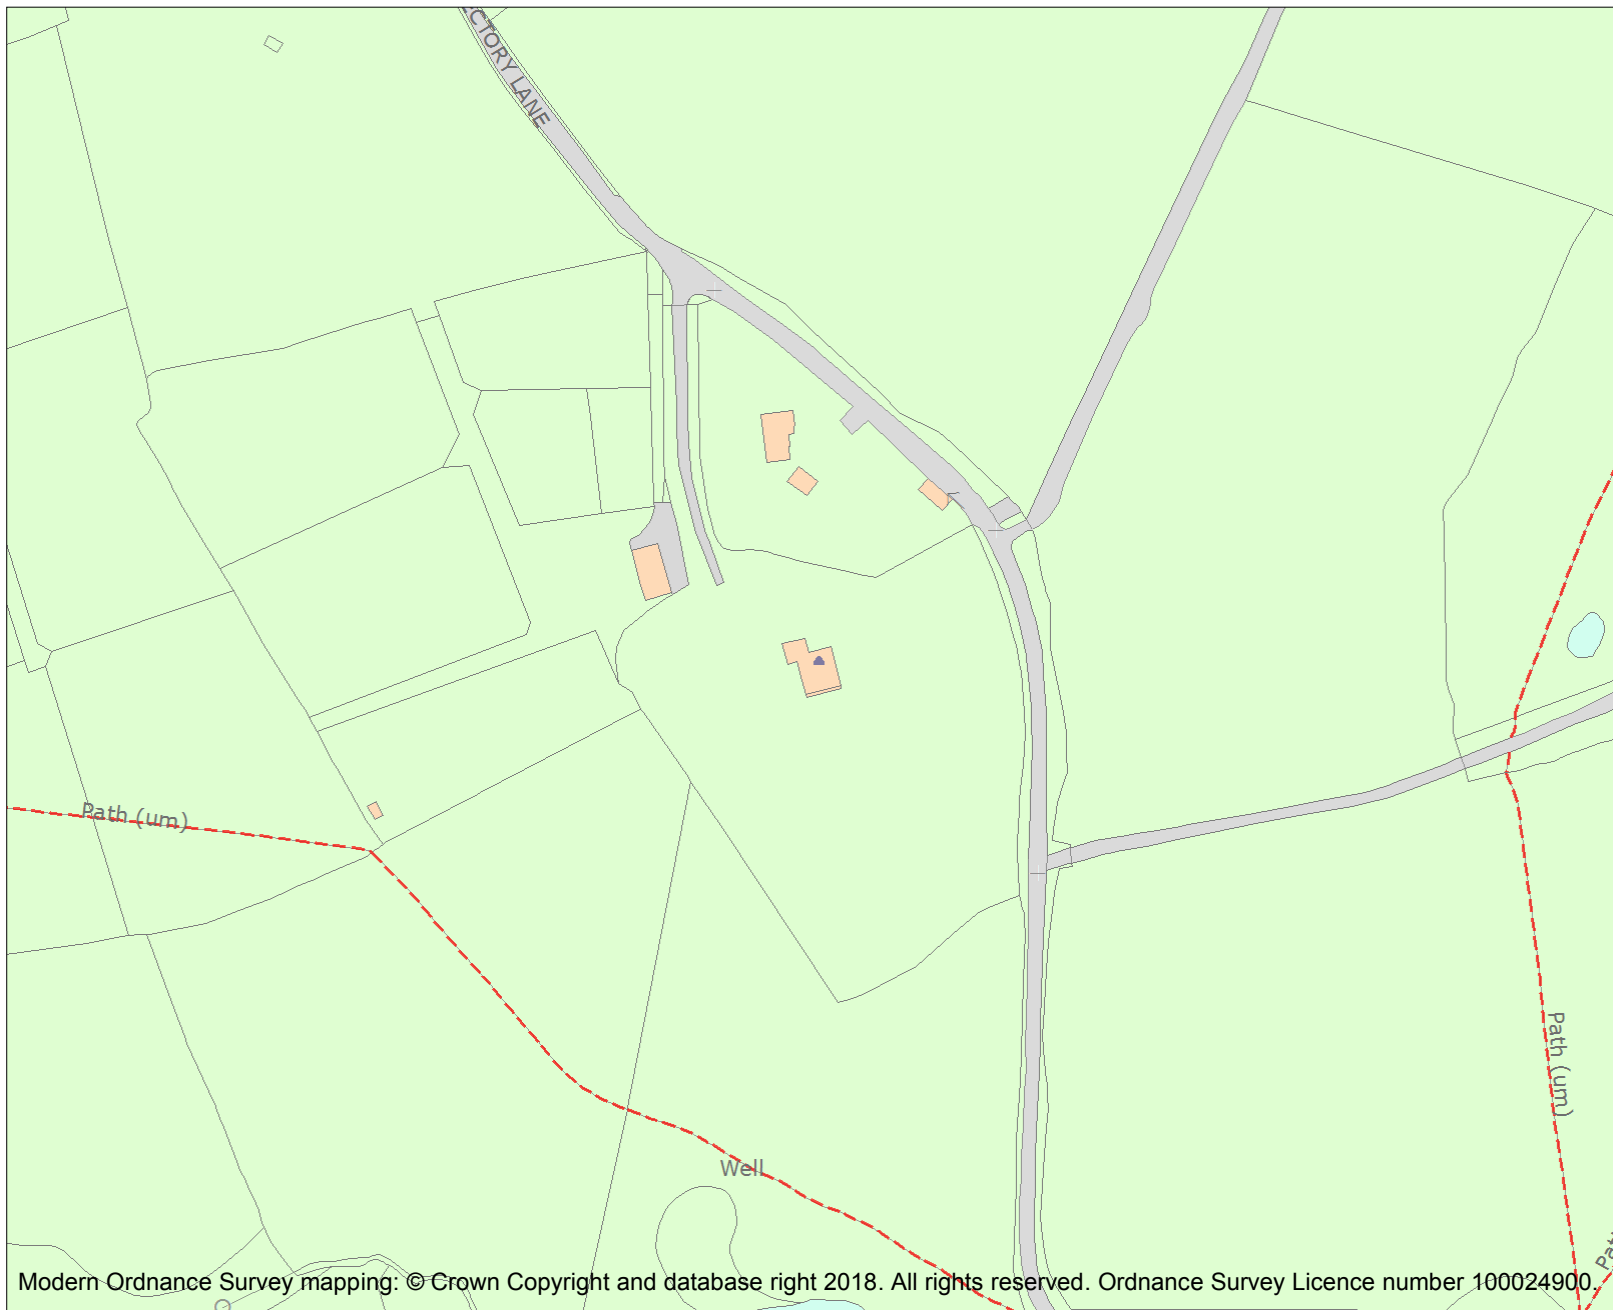 CTORY LANE
Path (um)
Path (um)
Well
Modern Ordnance Survey mapping: © Crown Copyright and database right 2018. All rights reserved. Ordnance Survey Licence number 100024900.